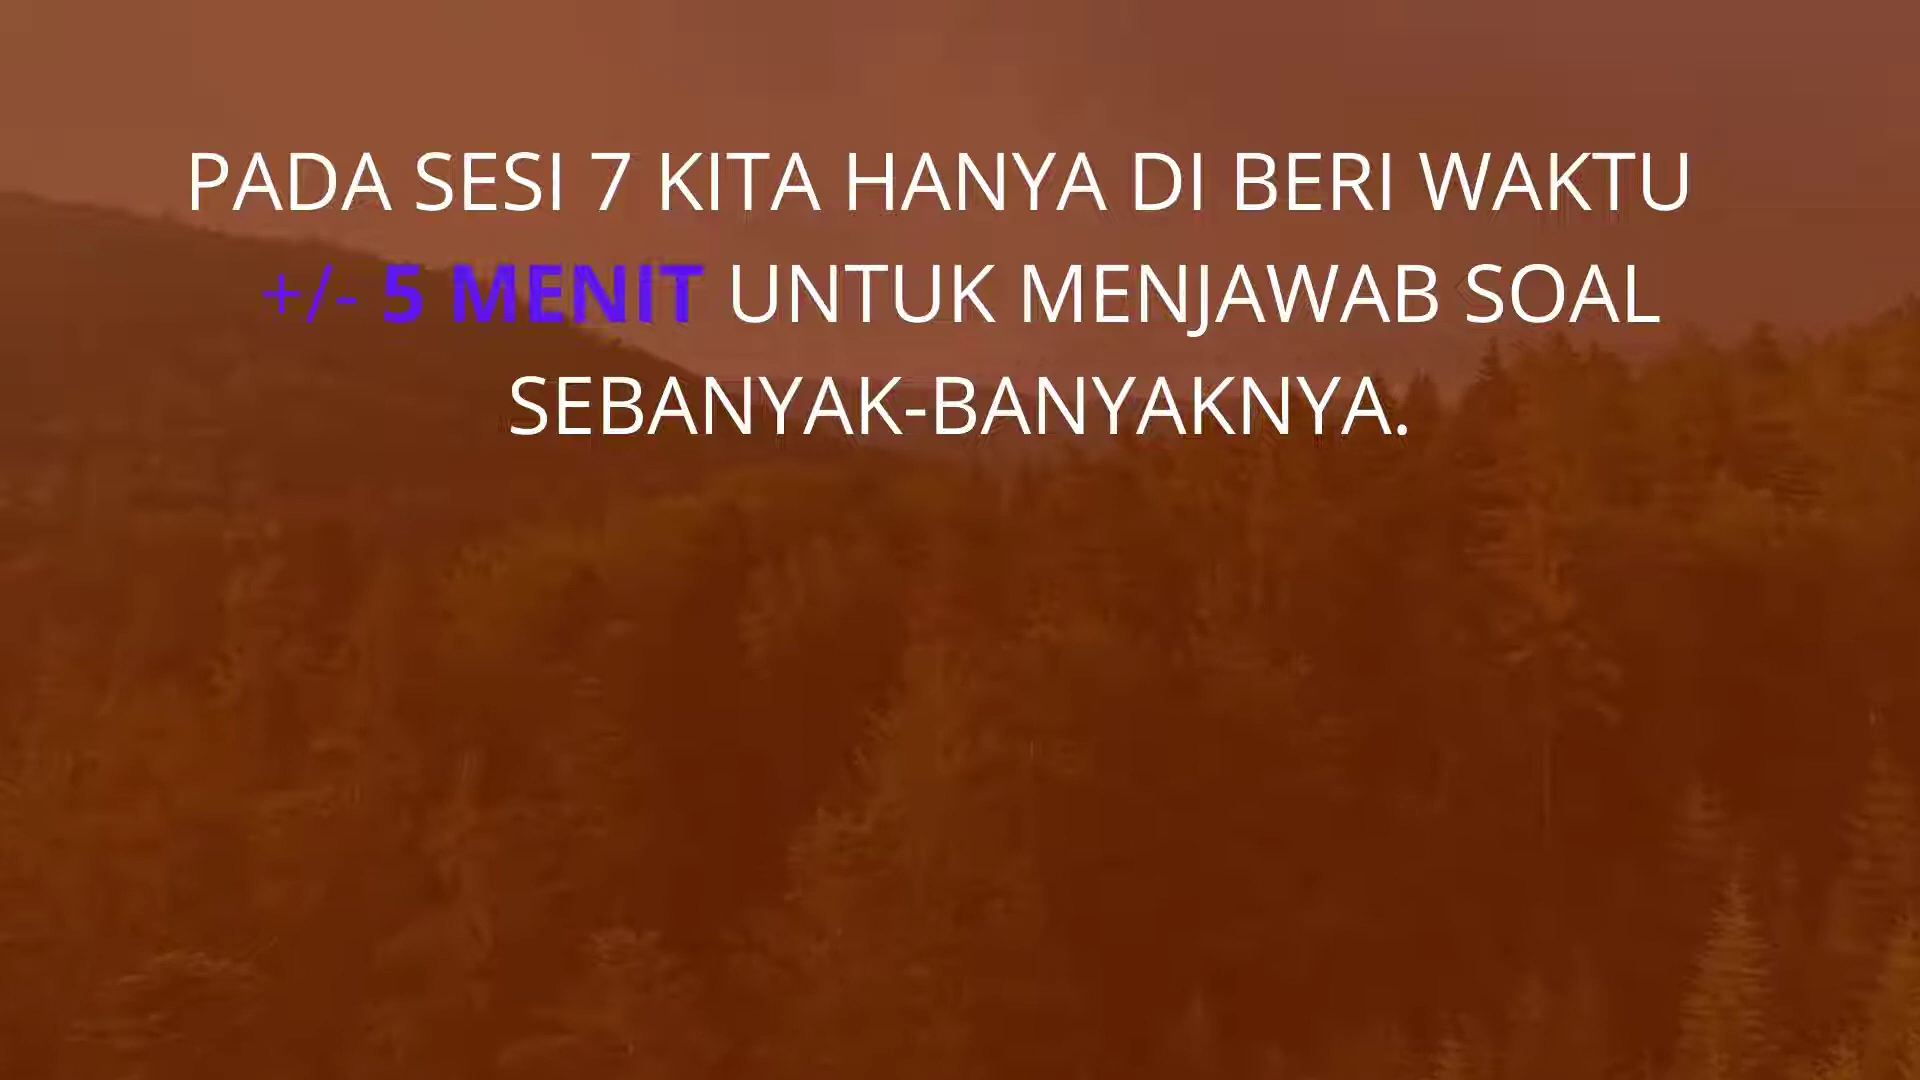 PADA SESI 7 KITA HANYA DI BERI WAKTU
+/- 5 MENIT UNTUK MENJAWAB SOAL
SEBANYAK-BANYAKNYA.